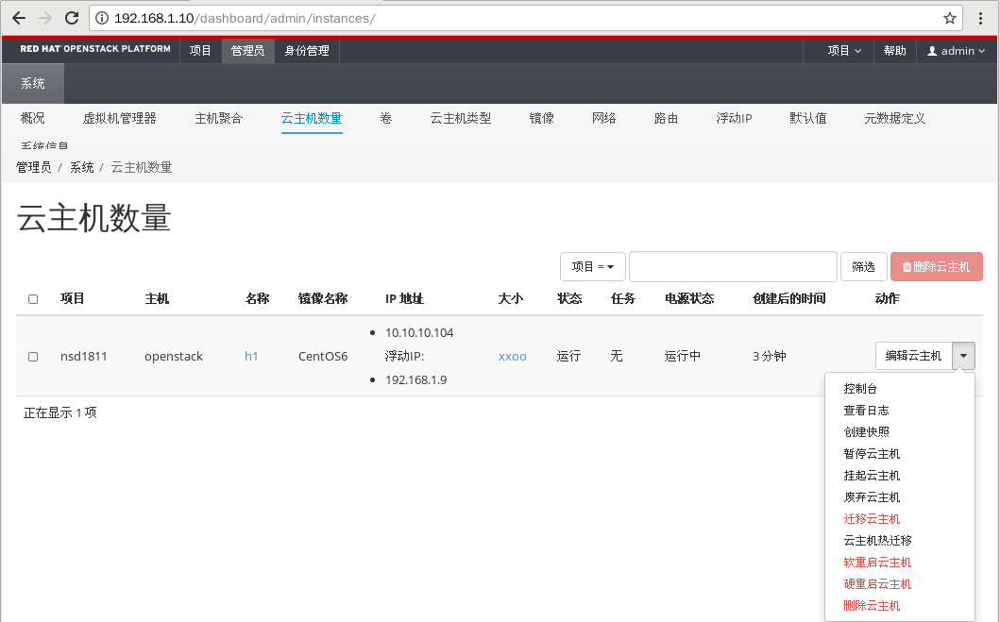 192.168.1.10/dashboard/admin/instances/
RED HAT OPENSTACK PLATFORM 项目 管理员 身份管理 项目 帮助 admin
系统
概况 虚拟机管理器 主机聚合 云主机数量 卷 云主机类型 镜像 网络 路由 浮动IP 默认值 元数据定义
系统信息
管理员 / 系统 / 云主机数量
云主机数量
项目 = 筛选 删除云主机
项目 主机 名称 镜像名称 IP 地址 大小 状态 任务 电源状态 创建后的时间 动作
10.10.10.104
nsd1811 openstack h1 CentOS6 浮动IP: xxoo 运行 无 运行中 3 分钟 编辑云主机
192.168.1.9
控制台
正在显示 1 项
查看日志
创建快照
暂停云主机
挂起云主机
废弃云主机
迁移云主机
云主机热迁移
软重启云主机
硬重启云主机
删除云主机